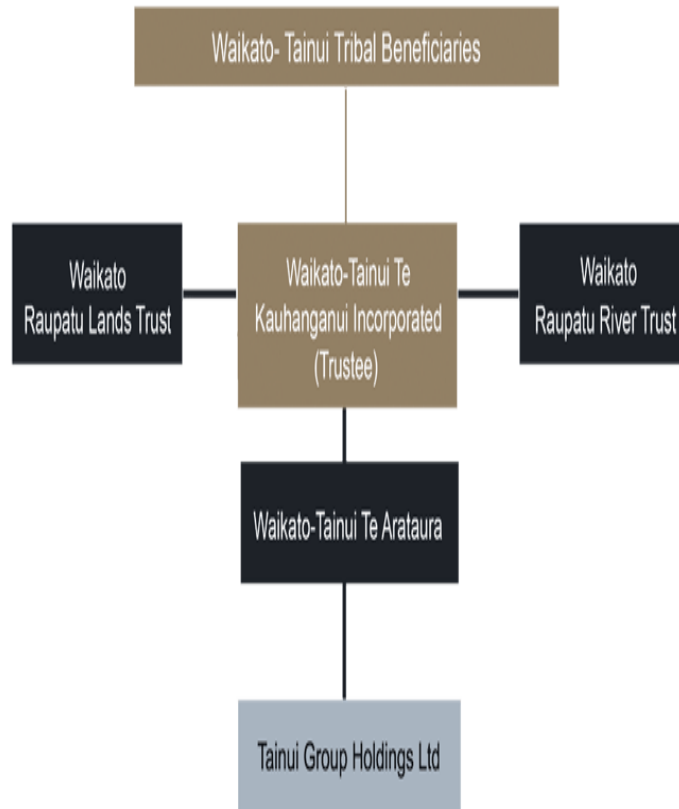 Waikato- Tainui Tribal Beneficiaries
Waikato
Raupatu Lands Trust
Waikato-Tainui Te
Kauhanganui Incorporated
(Trustee)
Waikato
Raupatu River Trust
Waikato-Tainui Te Arataura
Tainui Group Holdings Ltd